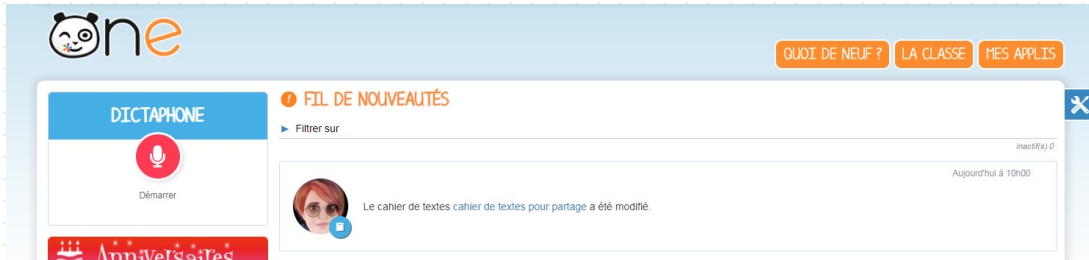 One
QUOI DE NEUF ? LA CLASSE MES APPLIS
DICTAPHONE
Démarrer
Anniversaires
FIL DE NOUVEAUTÉS
Filtrer sur
Inactif(s) 0
Aujourd'hui à 10h00
Le cahier de textes cahier de textes pour partage a été modifié.